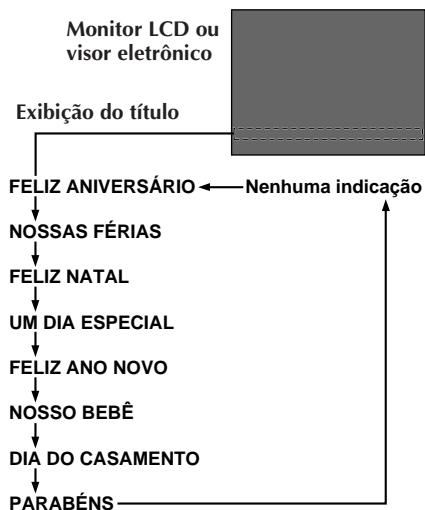 Monitor LCD ou
visor eletrônico
Exibição do título
FELIZ ANIVERSÁRIO
Nenhuma indicação
NOSSAS FÉRIAS
FELIZ NATAL
UM DIA ESPECIAL
FELIZ ANO NOVO
NOSSO BEBÊ
DIA DO CASAMENTO
PARABÉNS